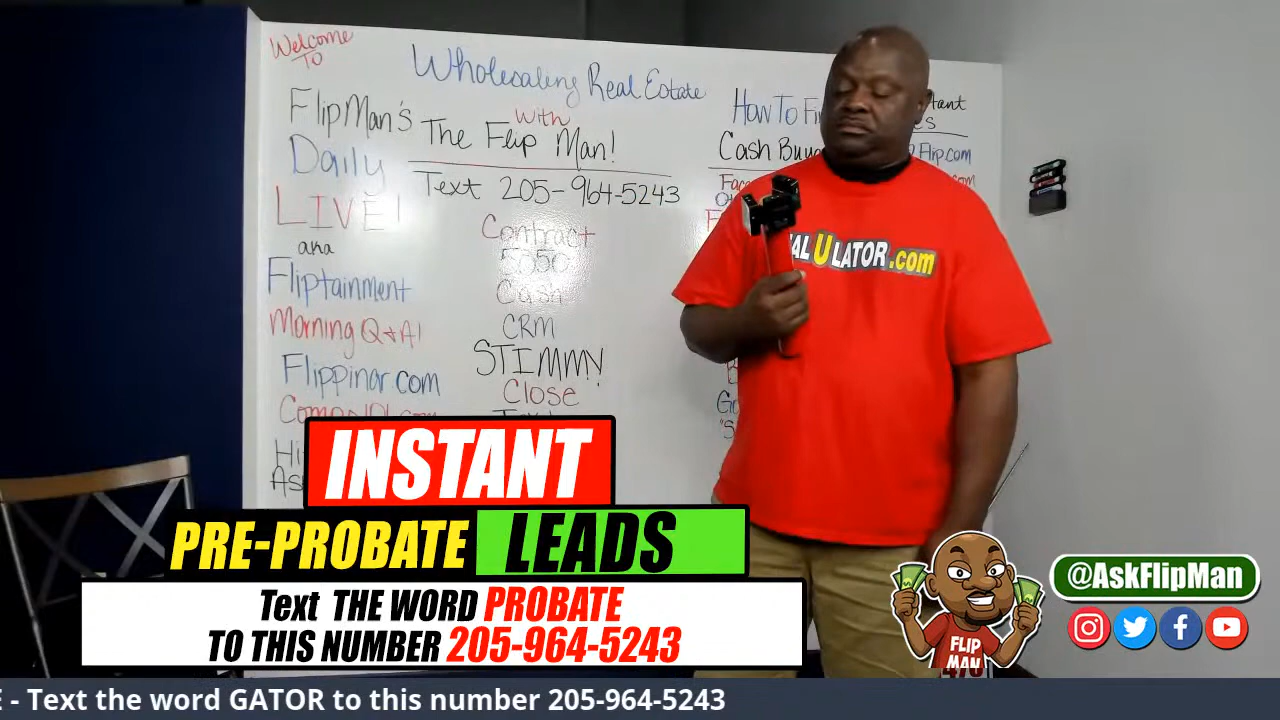 Welcome
TO
FlipMan's
Daily
LIVE!
aka
Fliptainment
Morning Q&A!
Flippinar.com
Wholesaling Real Estate
With
The Flip Man!
Text 205-964-5243
Contract
5050
Cash
CRM
STIMMY
Close
How To
Cash
Flip.com
ULATOR.com
INSTANT
PRE-PROBATE LEADS
Text THE WORD PROBATE
TO THIS NUMBER 205-964-5243
FLIP
MAN
@AskFlipMan
- Text the word GATOR to this number 205-964-5243